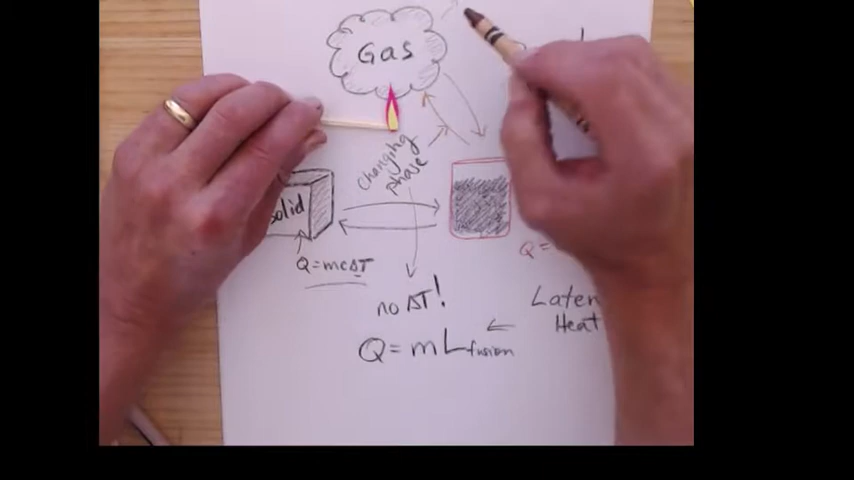 Gas
Changing
Phase
Solid
Q = mcΔT
Q =
no ΔT!
Laten
Heat
Q = mL fusion